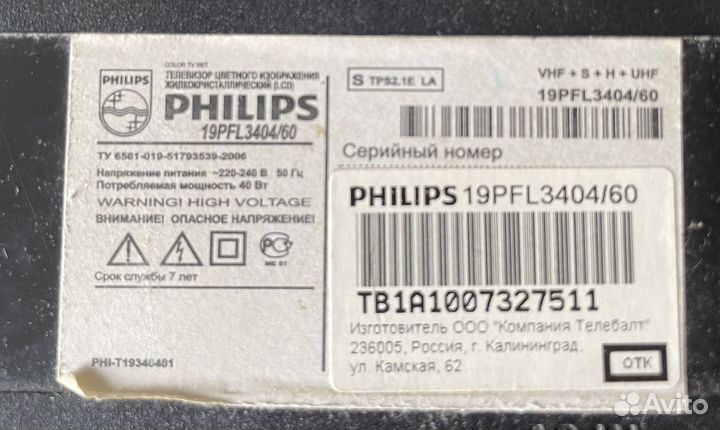 COLOR TV SET
ТЕЛЕВИЗОР ЦВЕТНОГО ИЗОБРАЖЕНИЯ
ЖИДКОКРИСТАЛЛИЧЕСКИЙ (LCD)
PHILIPS
PHILIPS
19PFL3404/60
ТУ 6581-019-51793539-2006
Напряжение питания ~220-240 В 50 Гц
Потребляемая мощность 40 Вт
WARNING! HIGH VOLTAGE
ВНИМАНИЕ! ОПАСНОЕ НАПРЯЖЕНИЕ!
МС 01
Срок службы 7 лет
PHI-T19340401
S TPS2.1E LA
VHF + S + H + UHF
19PFL3404/60
Серийный номер
PHILIPS 19PFL3404/60
TB1A1007327511
Изготовитель ООО "Компания Телебалт"
236005, Россия, г. Калининград,
ул. Камская, 62
ОТК
Avito